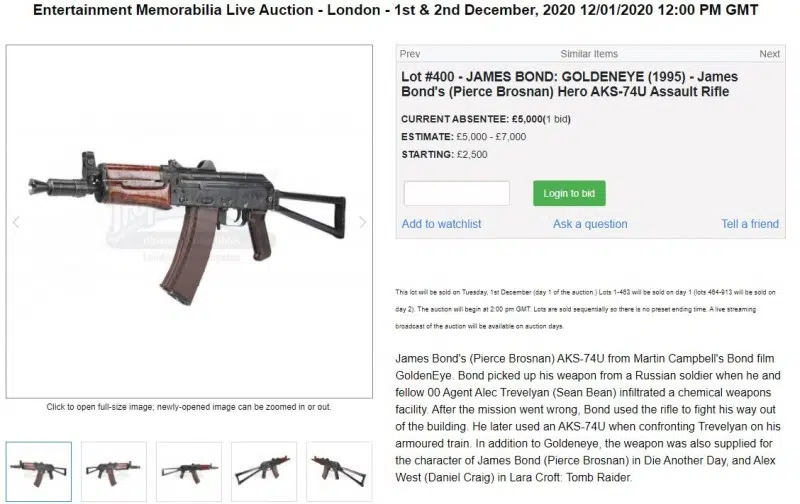 Entertainment Memorabilia Live Auction - London - 1st & 2nd December, 2020 12/01/2020 12:00 PM GMT
Prev Similar Items Next
Lot #400 - JAMES BOND: GOLDENEYE (1995) - James
Bond's (Pierce Brosnan) Hero AKS-74U Assault Rifle
CURRENT ABSENTEE: £5,000(1 bid)
ESTIMATE: £5,000 - £7,000
STARTING: £2,500
Login to bid
Add to watchlist Ask a question Tell a friend
This lot will be sold on Tuesday, 1st December (day 1 of the auction.) Lots 1-463 will be sold on day 1 (lots 464-913 will be sold on
day 2). The auction will begin at 2:00 pm GMT. Lots are sold sequentially so there is no preset ending time. A live streaming
broadcast of the auction will be available on auction days.
James Bond's (Pierce Brosnan) AKS-74U from Martin Campbell's Bond film
GoldenEye. Bond picked up his weapon from a Russian soldier when he and
fellow 00 Agent Alec Trevelyan (Sean Bean) infiltrated a chemical weapons
facility. After the mission went wrong, Bond used the rifle to fight his way out
of the building. He later used an AKS-74U when confronting Trevelyan on his
armoured train. In addition to Goldeneye, the weapon was also supplied for
the character of James Bond (Pierce Brosnan) in Die Another Day, and Alex
West (Daniel Craig) in Lara Croft: Tomb Raider.
Click to open full-size image; newly-opened image can be zoomed in or out.